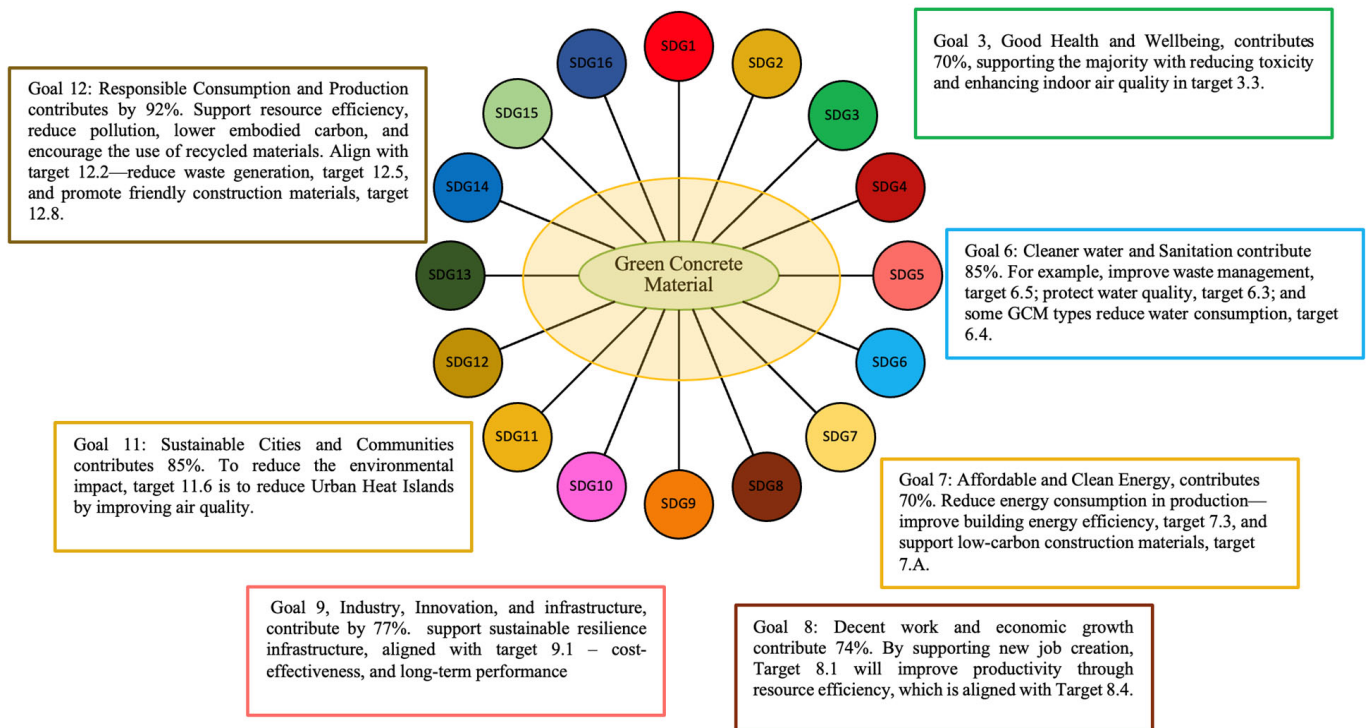 Goal 12: Responsible Consumption and Production
contributes by 92%. Support resource efficiency,
reduce pollution, lower embodied carbon, and
encourage the use of recycled materials. Align with
target 12.2—reduce waste generation, target 12.5,
and promote friendly construction materials, target
12.8.
SDG16
SDG1
SDG2
SDG15
SDG3
SDG14
SDG4
SDG13
SDG5
SDG12
SDG6
SDG11
SDG7
SDG10
SDG9
SDG8
Green Concrete
Material
Goal 3, Good Health and Wellbeing, contributes
70%, supporting the majority with reducing toxicity
and enhancing indoor air quality in target 3.3.
Goal 6: Cleaner water and Sanitation contribute
85%. For example, improve waste management,
target 6.5; protect water quality, target 6.3; and
some GCM types reduce water consumption, target
6.4.
Goal 11: Sustainable Cities and Communities
contributes 85%. To reduce the environmental
impact, target 11.6 is to reduce Urban Heat Islands
by improving air quality.
Goal 7: Affordable and Clean Energy, contributes
70%. Reduce energy consumption in production—
improve building energy efficiency, target 7.3, and
support low-carbon construction materials, target
7.A.
Goal 9, Industry, Innovation, and infrastructure,
contribute by 77%. support sustainable resilience
infrastructure, aligned with target 9.1 – cost-
effectiveness, and long-term performance
Goal 8: Decent work and economic growth
contribute 74%. By supporting new job creation,
Target 8.1 will improve productivity through
resource efficiency, which is aligned with Target 8.4.